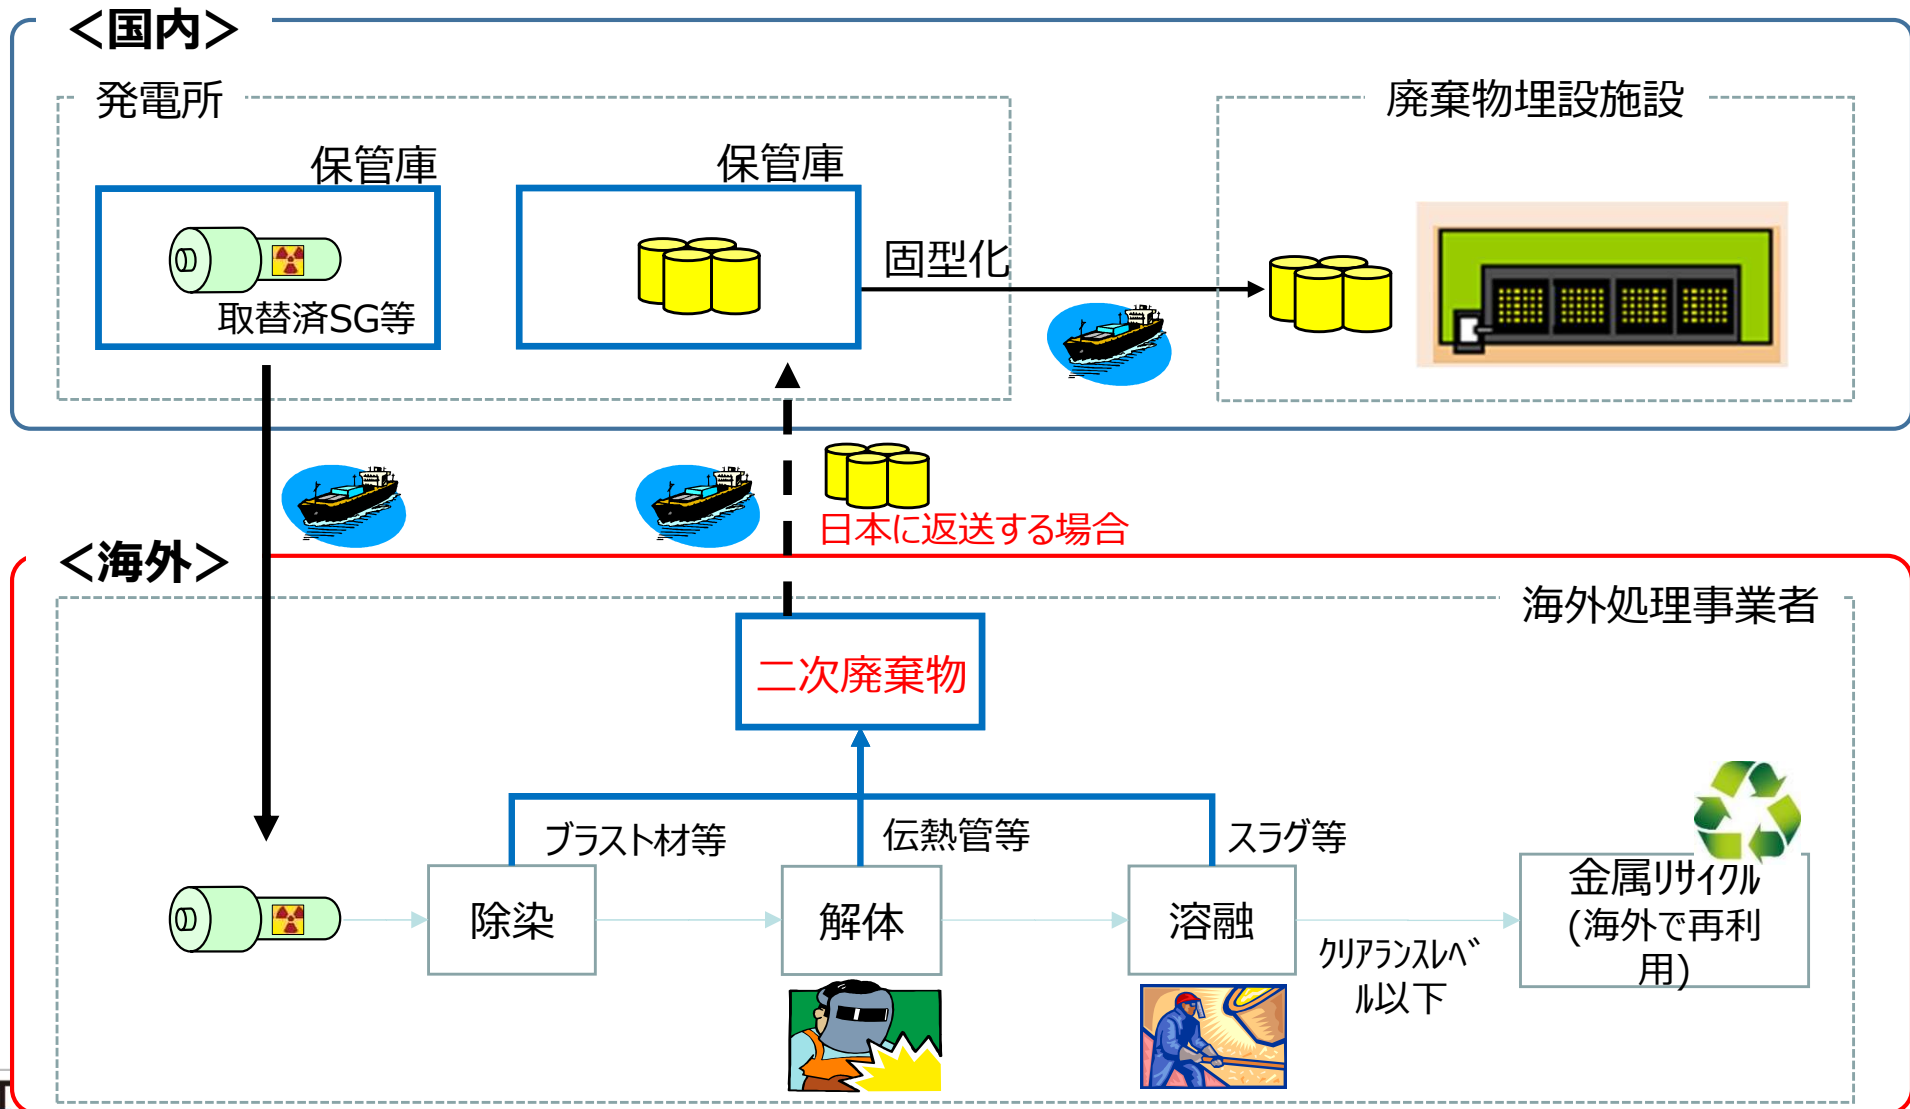 ＜国内＞
発電所
廃棄物埋設施設
保管庫
保管庫
取替済SG等
固型化
日本に返送する場合
＜海外＞
海外処理事業者
二次廃棄物
ブラスト材等
伝熱管等
スラグ等
除染
解体
溶融
クリアランスレベ
ル以下
金属リサイクル
(海外で再利
用)